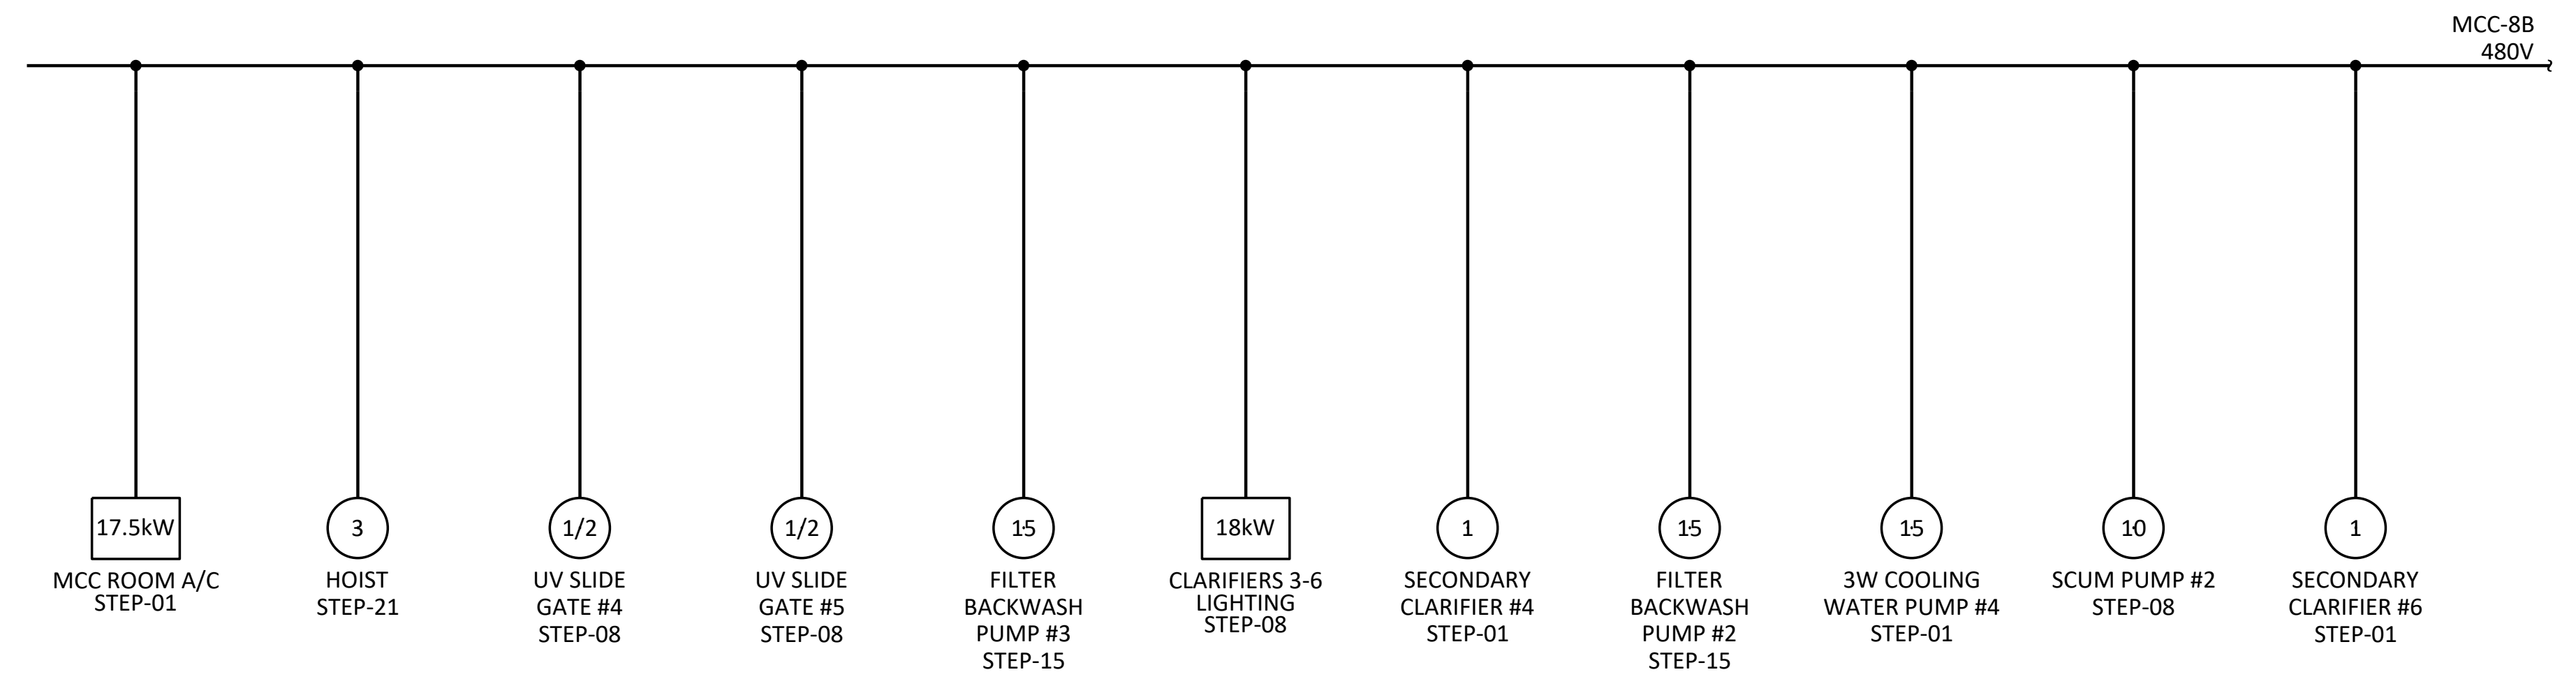 MCC-8B
480V
17.5kW
MCC ROOM A/C
STEP-01
3
HOIST
STEP-21
1/2
UV SLIDE
GATE #4
STEP-08
1/2
UV SLIDE
GATE #5
STEP-08
15
FILTER
BACKWASH
PUMP #3
STEP-15
18kW
CLARIFIERS 3-6
LIGHTING
STEP-08
1
SECONDARY
CLARIFIER #4
STEP-01
15
FILTER
BACKWASH
PUMP #2
STEP-15
15
3W COOLING
WATER PUMP #4
STEP-01
10
SCUM PUMP #2
STEP-08
1
SECONDARY
CLARIFIER #6
STEP-01